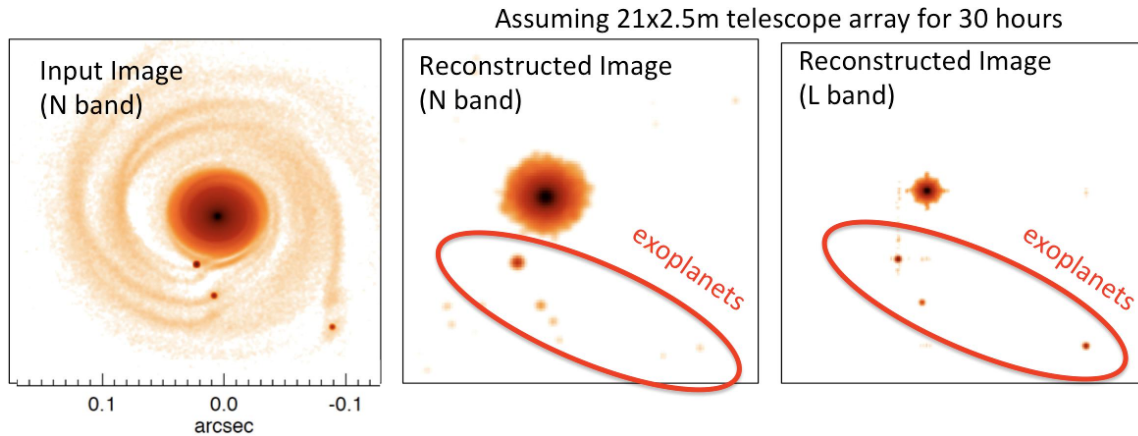 Assuming 21x2.5m telescope array for 30 hours
Input Image
(N band)
Reconstructed Image
(N band)
Reconstructed Image
(L band)
exoplanets
exoplanets
0.1
0.0
-0.1
arcsec